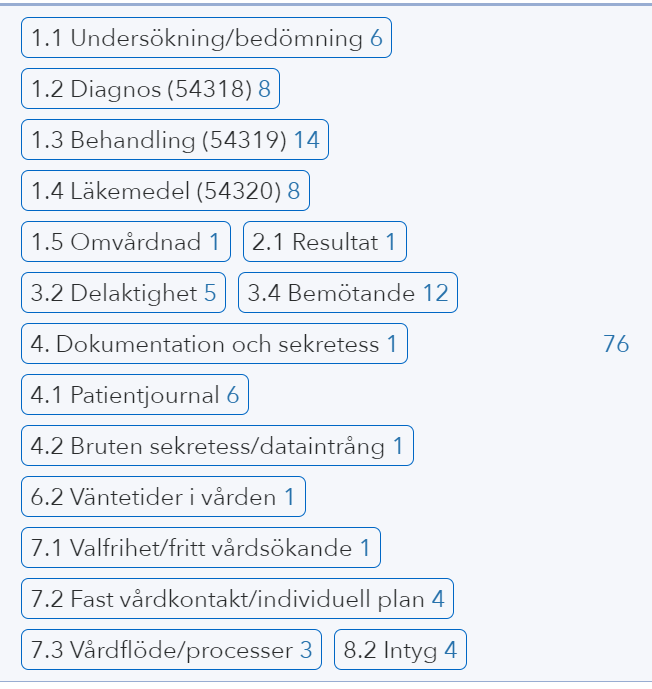 1.1 Undersökning/bedömning 6
1.2 Diagnos (54318) 8
1.3 Behandling (54319) 14
1.4 Läkemedel (54320) 8
1.5 Omvårdnad 1 2.1 Resultat 1
3.2 Delaktighet 5 3.4 Bemötande 12
4. Dokumentation och sekretess 1 76
4.1 Patientjournal 6
4.2 Bruten sekretess/dataintrång 1
6.2 Väntetider i vården 1
7.1 Valfrihet/fritt vårdsökande 1
7.2 Fast vårdkontakt/individuell plan 4
7.3 Vårdflöde/processer 3 8.2 Intyg 4